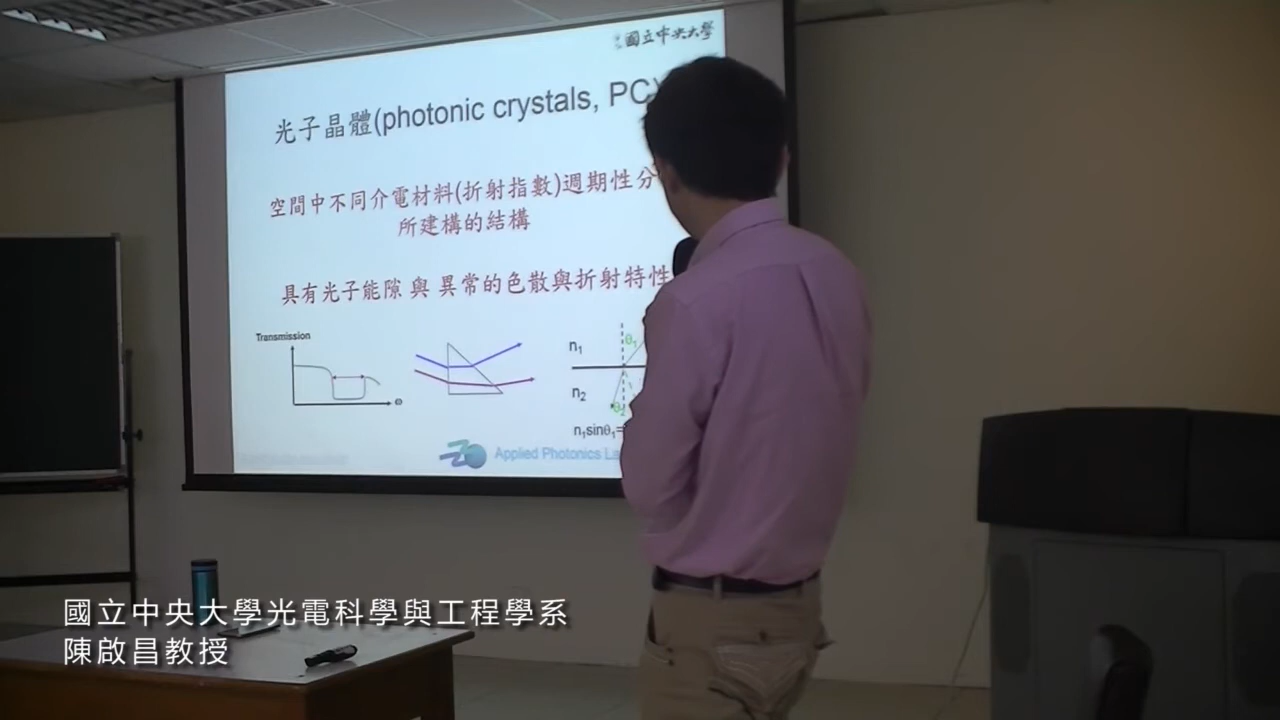 國立中央大學
光子晶體(photonic crystals, PC)
空間中不同介電材料(折射指數)週期性分
所建構的結構
具有光子能隙 與 異常的色散與折射特性
Transmission
ω
n₁
θ₁
n₂
θ₂
n₁sinθ₁=
Applied Photonics La
國立中央大學光電科學與工程學系
陳啟昌教授